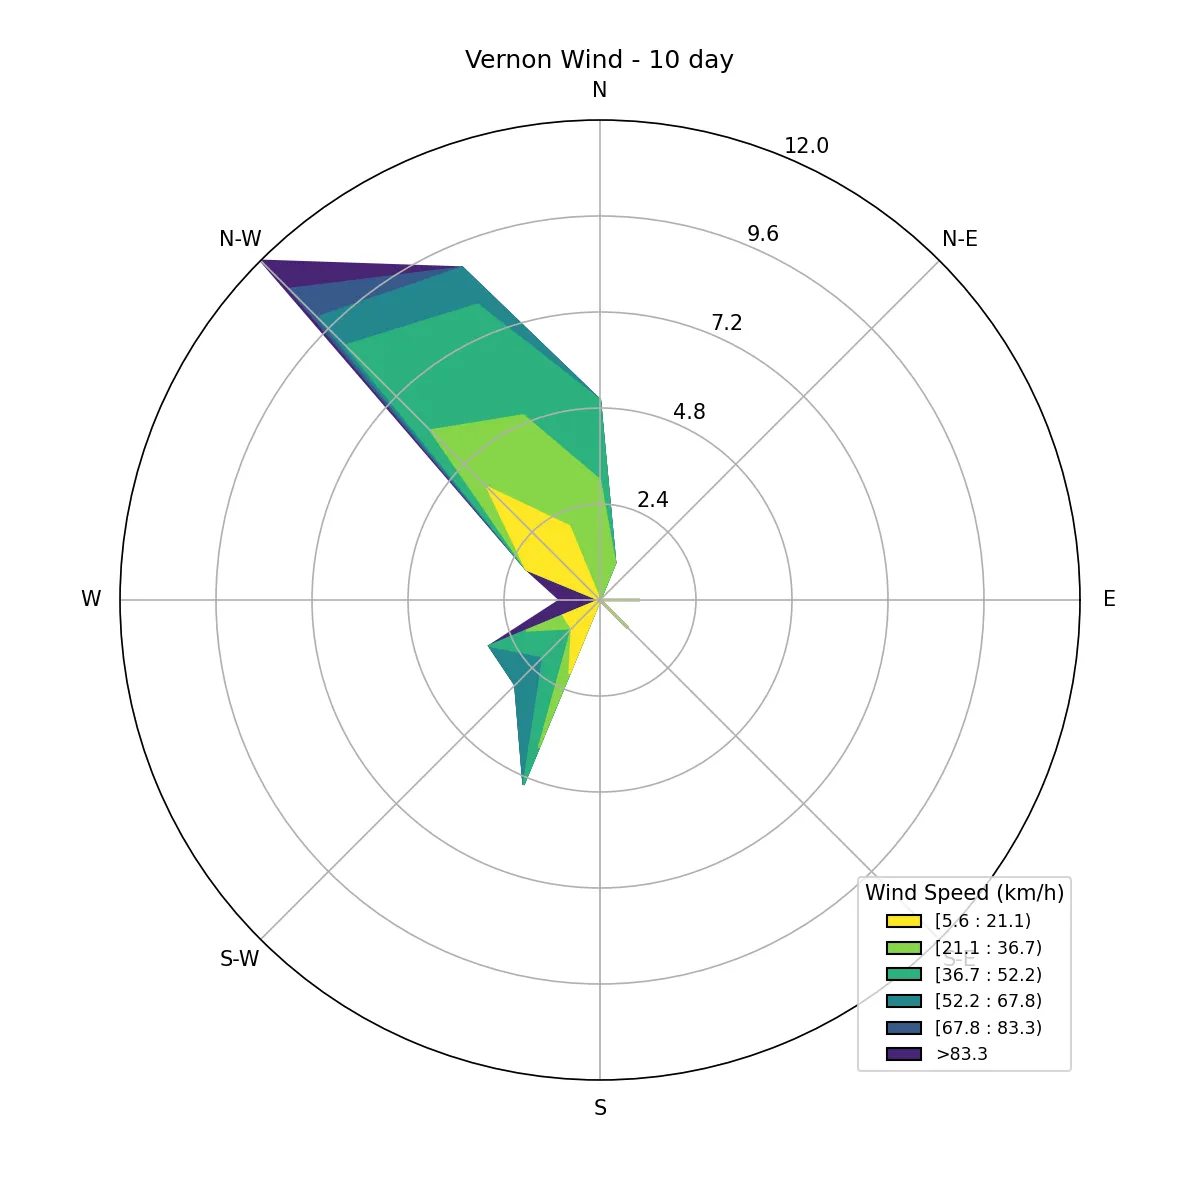 Vernon Wind - 10 day
N
12.0
9.6
N-W
N-E
7.2
4.8
2.4
W
E
Wind Speed (km/h)
[5.6 : 21.1)
[21.1 : 36.7)
S-W
S-E
[36.7 : 52.2)
[52.2 : 67.8)
[67.8 : 83.3)
>83.3
S